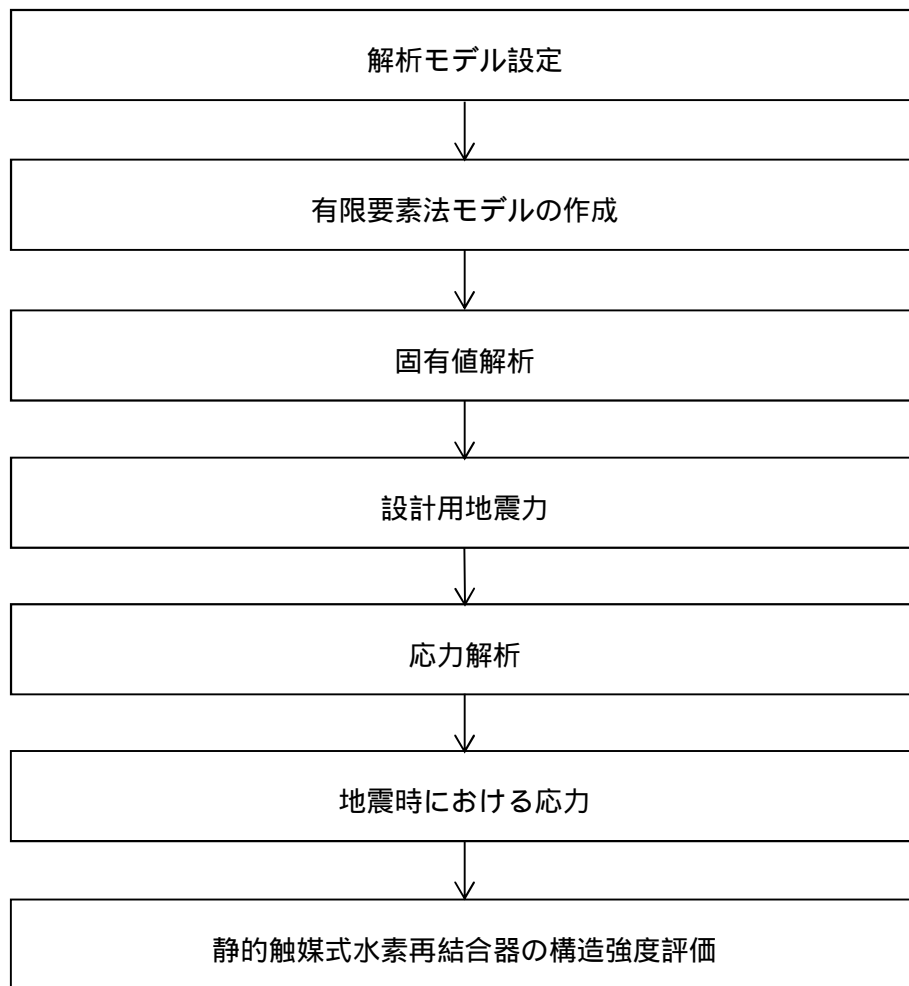 解析モデル設定
有限要素法モデルの作成
固有値解析
設計用地震力
応力解析
地震時における応力
静的触媒式水素再結合器の構造強度評価